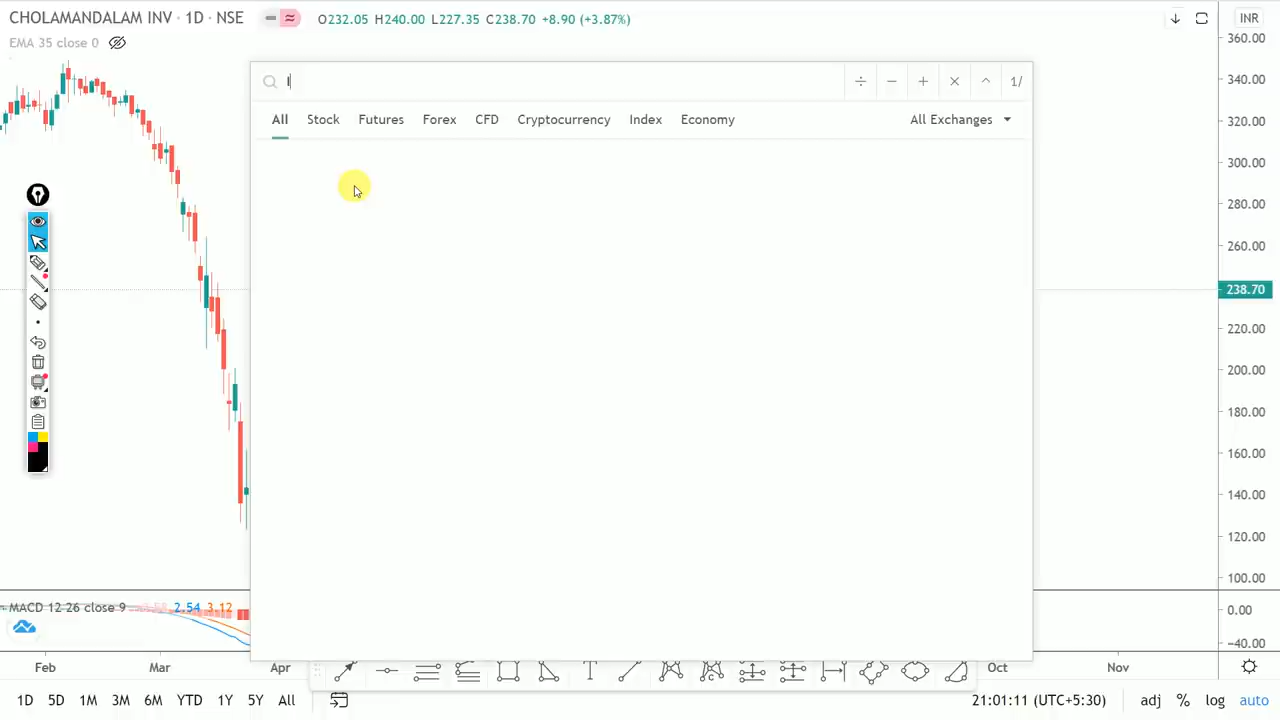 CHOLAMANDALAM INV · 1D · NSE O232.05 H240.00 L227.35 C238.70 +8.90 (+3.87%) INR
EMA 35 close 0
360.00
I ÷ − + × ^ 1/
340.00
All Stock Futures Forex CFD Cryptocurrency Index Economy All Exchanges
320.00
300.00
280.00
260.00
238.70
220.00
200.00
180.00
160.00
140.00
120.00
100.00
MACD 12 26 close 9 2.54 3.12 0.00
−40.00
Feb Mar Apr Oct Nov
1D 5D 1M 3M 6M YTD 1Y 5Y All 21:01:11 (UTC+5:30) adj % log auto